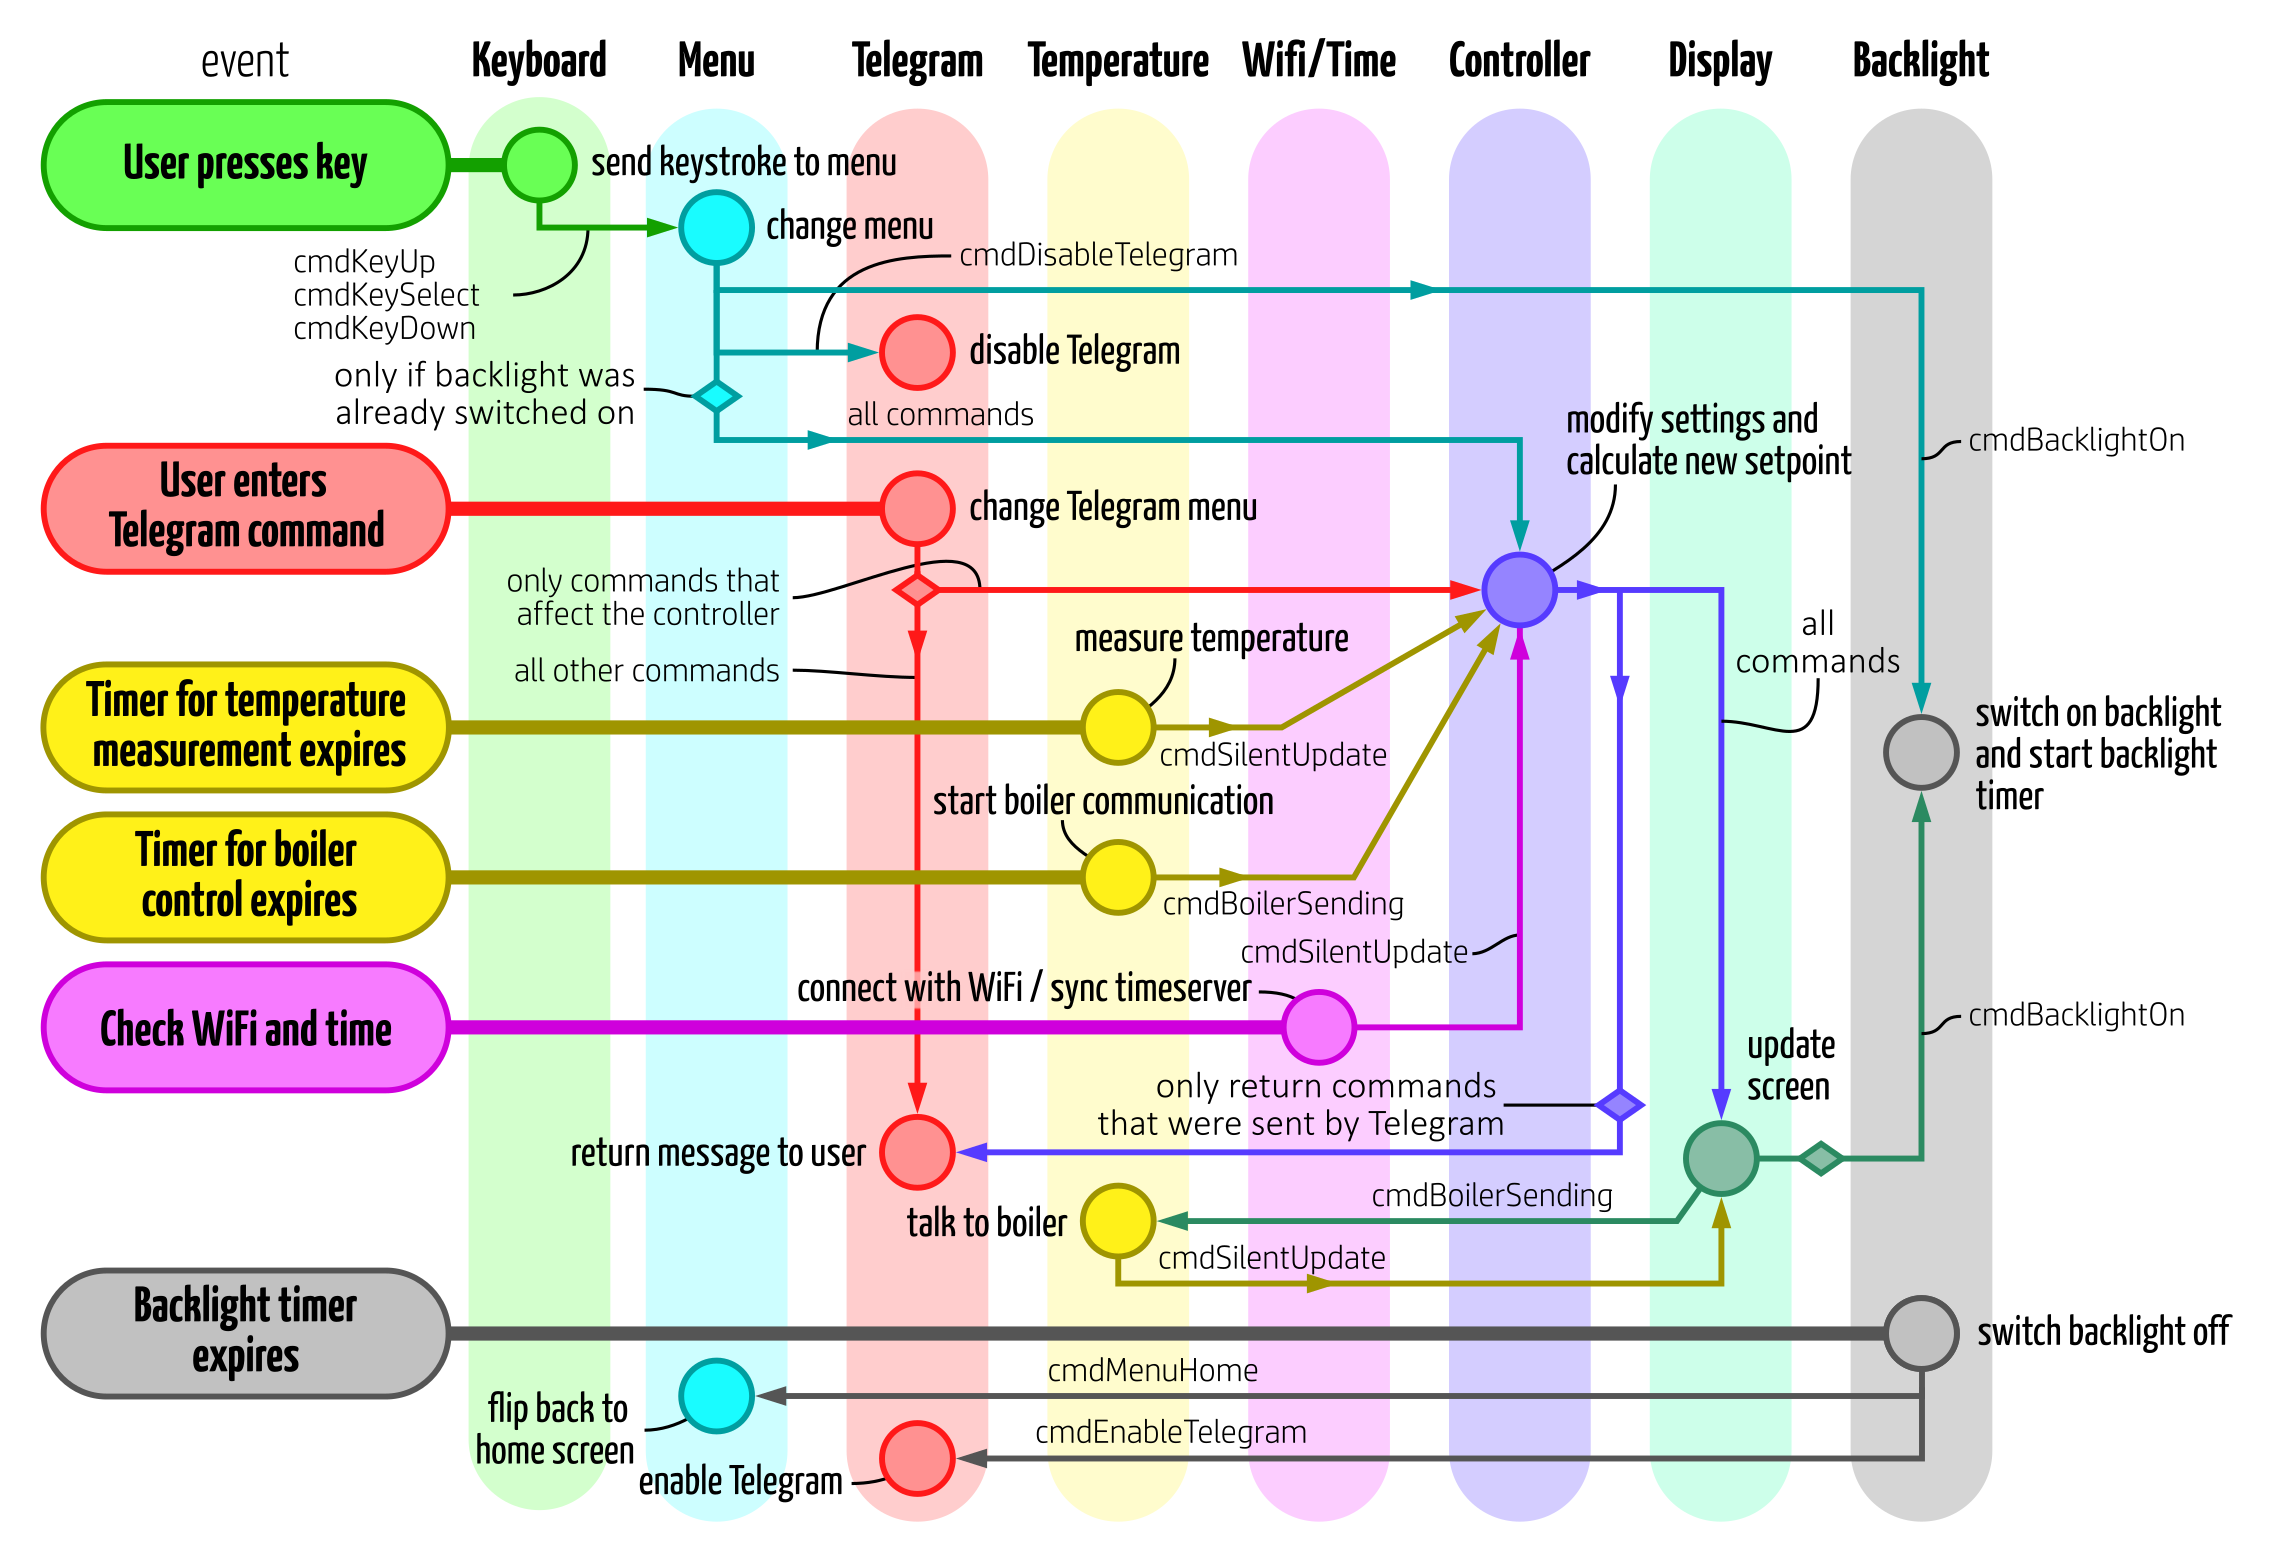 event
Keyboard
Menu
Telegram
Temperature
Wifi/Time
Controller
Display
Backlight
User presses key
send keystroke to menu
change menu
cmdDisableTelegram
cmdKeyUp
cmdKeySelect
cmdKeyDown
disable Telegram
only if backlight was
already switched on
all commands
modify settings and
calculate new setpoint
cmdBacklightOn
User enters
Telegram command
change Telegram menu
only commands that
affect the controller
all other commands
measure temperature
all
commands
Timer for temperature
measurement expires
cmdSilentUpdate
switch on backlight
and start backlight
timer
start boiler communication
Timer for boiler
control expires
cmdBoilerSending
cmdSilentUpdate
connect with WiFi / sync timeserver
Check WiFi and time
cmdBacklightOn
update
screen
only return commands
that were sent by Telegram
return message to user
cmdBoilerSending
talk to boiler
cmdSilentUpdate
Backlight timer
expires
switch backlight off
cmdMenuHome
flip back to
home screen
cmdEnableTelegram
enable Telegram